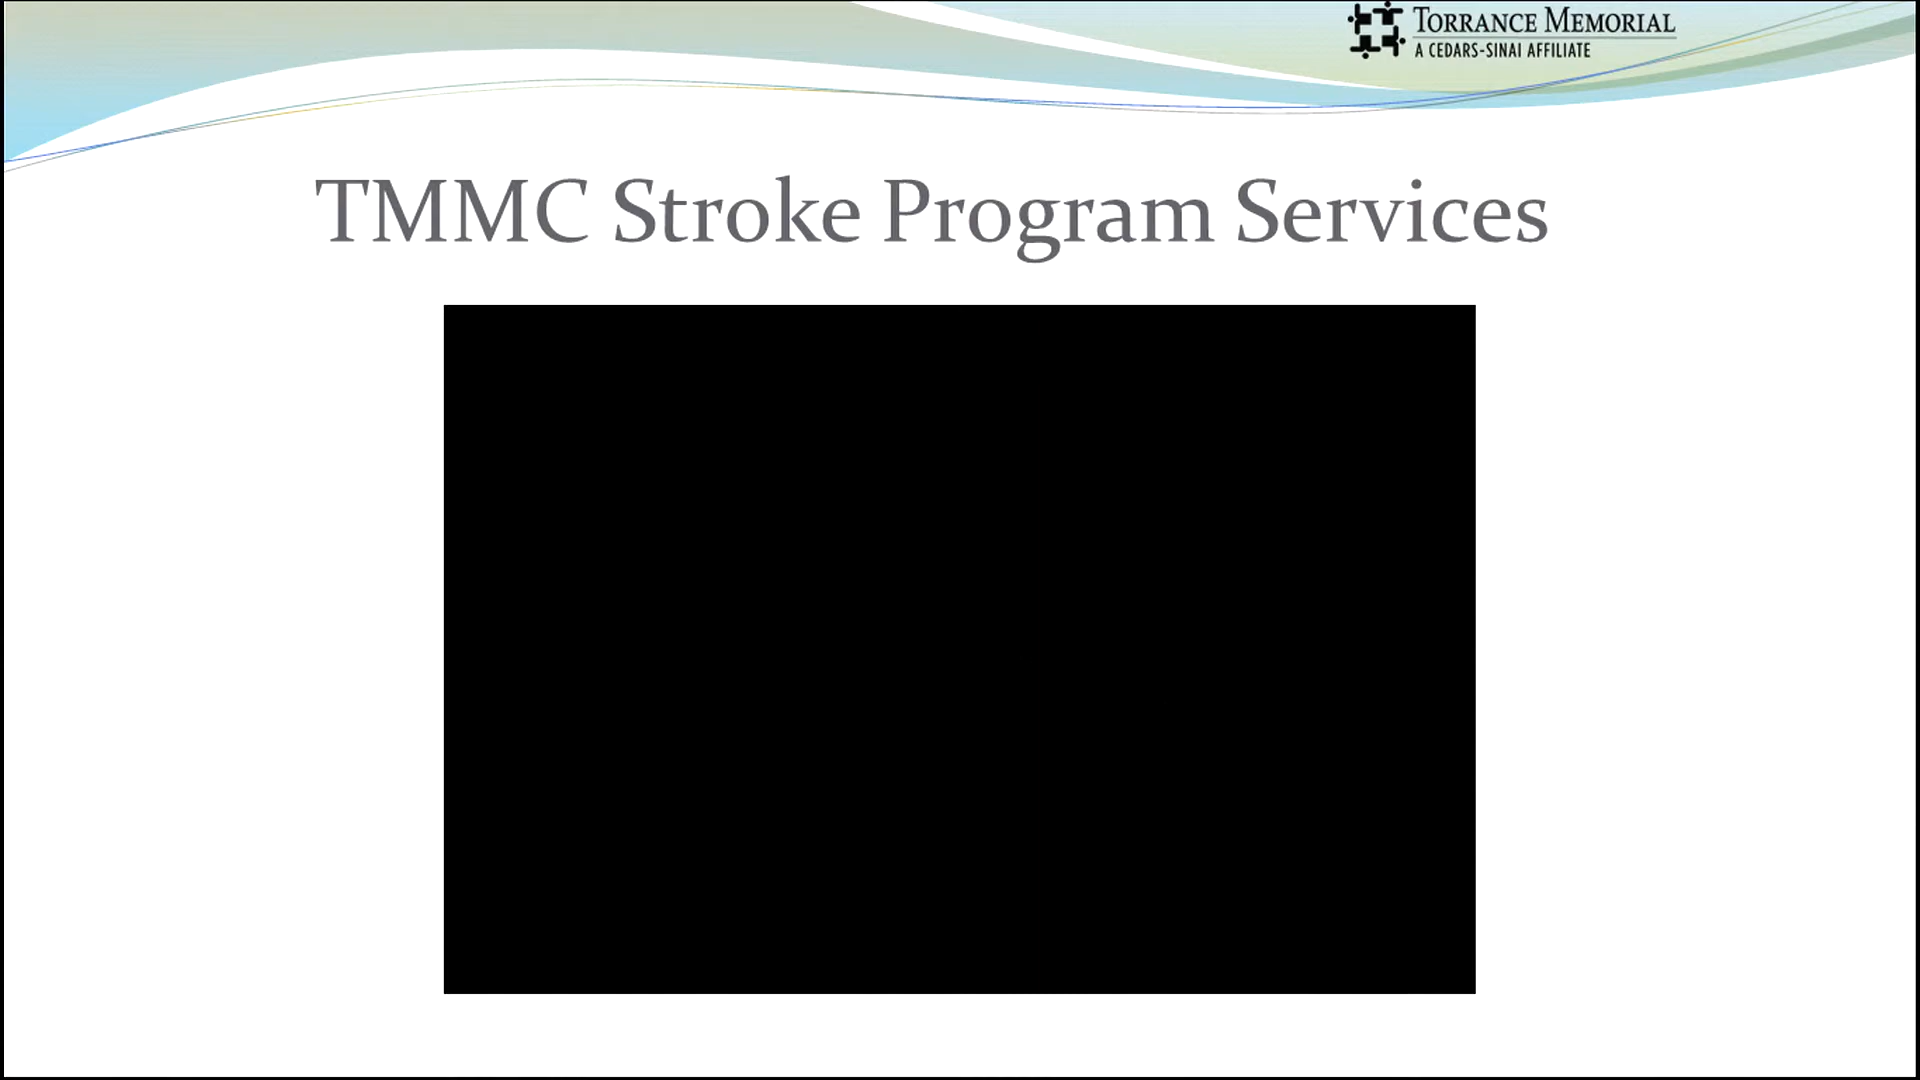 TORRANCE MEMORIAL
A CEDARS-SINAI AFFILIATE
TMMC Stroke Program Services